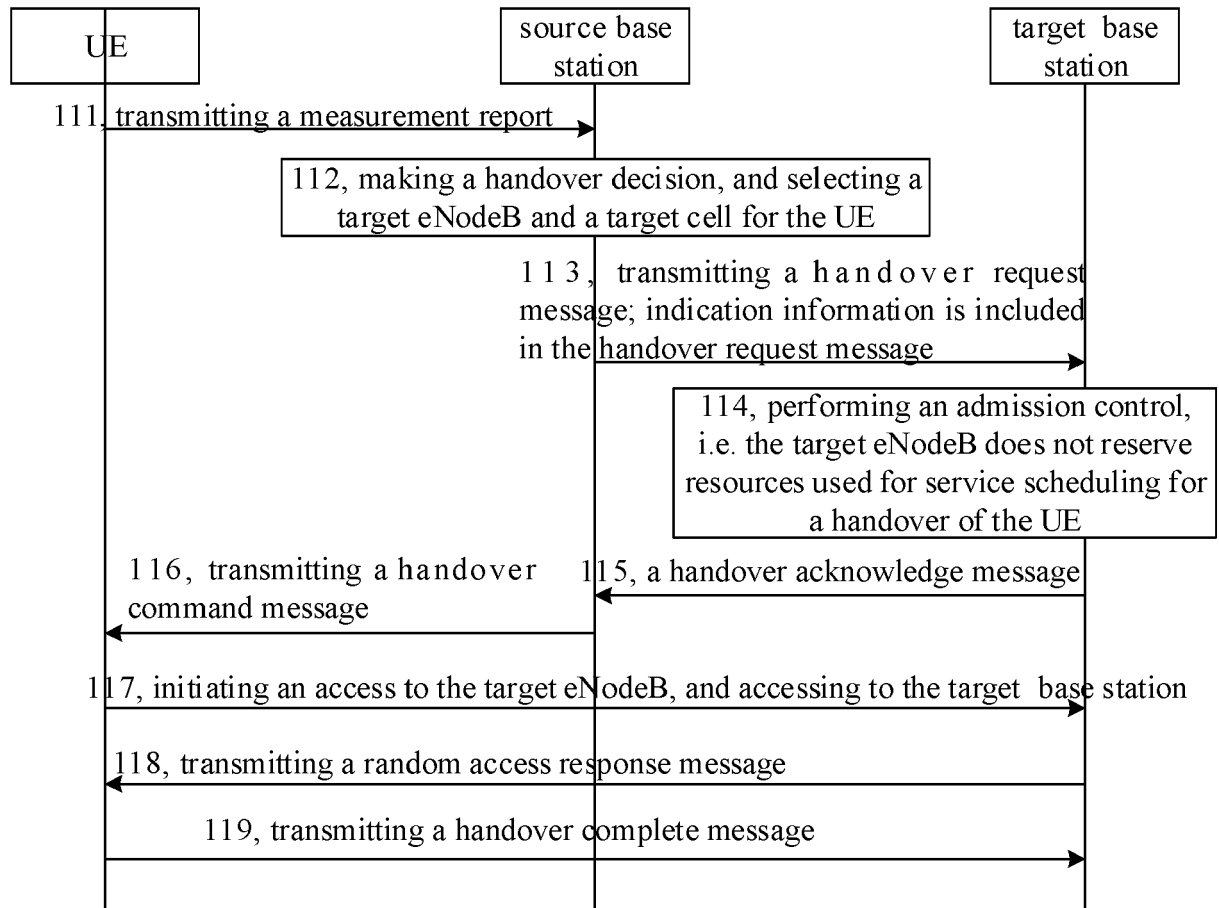 UE
source base
station
target base
station
111, transmitting a measurement report
112, making a handover decision, and selecting a
target eNodeB and a target cell for the UE
113, transmitting a handover request
message; indication information is included
in the handover request message
114, performing an admission control,
i.e. the target eNodeB does not reserve
resources used for service scheduling for
a handover of the UE
115, a handover acknowledge message
116, transmitting a handover
command message
117, initiating an access to the target eNodeB, and accessing to the target base station
118, transmitting a random access response message
119, transmitting a handover complete message